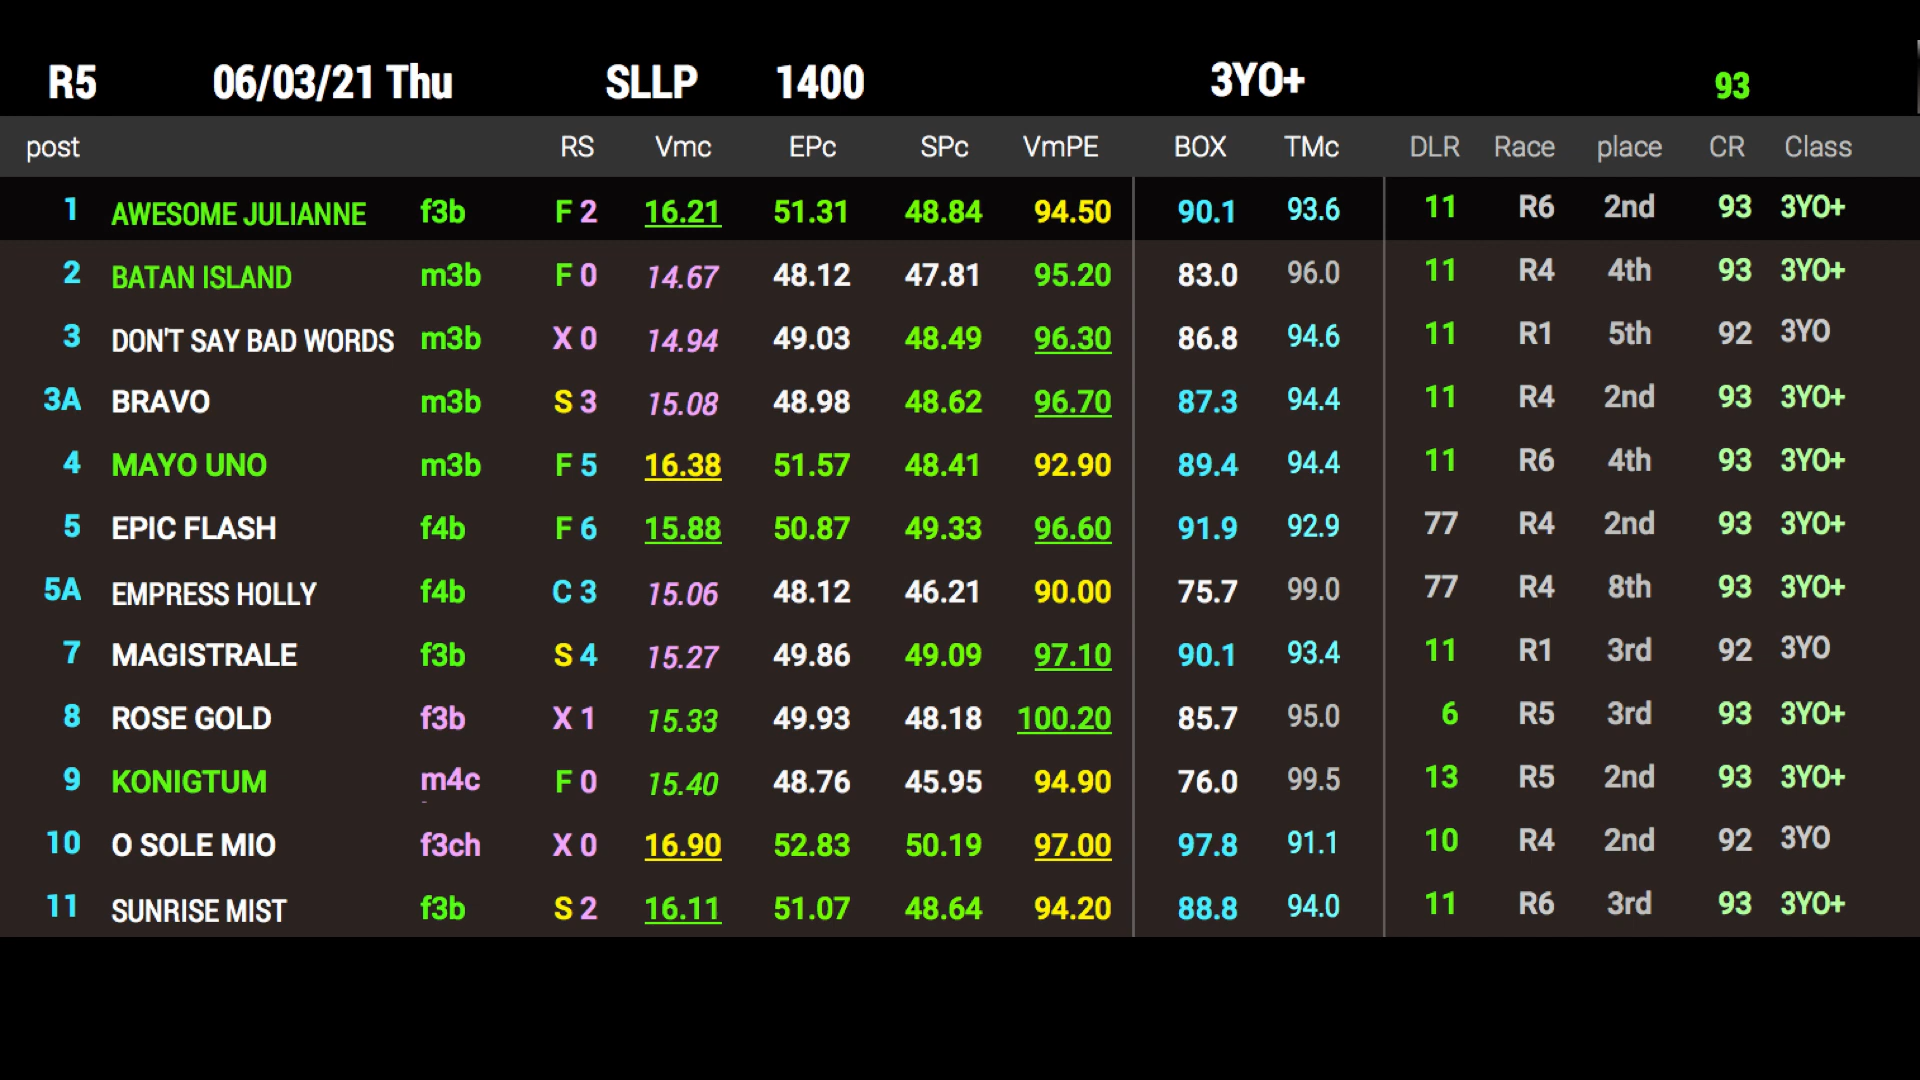 R5 06/03/21 Thu SLLP 1400 3YO+ 93
post RS Vmc EPc SPc VmPE BOX TMc DLR Race place CR Class
1 AWESOME JULIANNE f3b F 2 16.21 51.31 48.84 94.50 90.1 93.6 11 R6 2nd 93 3YO+
2 BATAN ISLAND m3b F 0 14.67 48.12 47.81 95.20 83.0 96.0 11 R4 4th 93 3YO+
3 DON'T SAY BAD WORDS m3b X 0 14.94 49.03 48.49 96.30 86.8 94.6 11 R1 5th 92 3YO
3A BRAVO m3b S 3 15.08 48.98 48.62 96.70 87.3 94.4 11 R4 2nd 93 3YO+
4 MAYO UNO m3b F 5 16.38 51.57 48.41 92.90 89.4 94.4 11 R6 4th 93 3YO+
5 EPIC FLASH f4b F 6 15.88 50.87 49.33 96.60 91.9 92.9 77 R4 2nd 93 3YO+
5A EMPRESS HOLLY f4b C 3 15.06 48.12 46.21 90.00 75.7 99.0 77 R4 8th 93 3YO+
7 MAGISTRALE f3b S 4 15.27 49.86 49.09 97.10 90.1 93.4 11 R1 3rd 92 3YO
8 ROSE GOLD f3b X 1 15.33 49.93 48.18 100.20 85.7 95.0 6 R5 3rd 93 3YO+
9 KONIGTUM m4c F 0 15.40 48.76 45.95 94.90 76.0 99.5 13 R5 2nd 93 3YO+
10 O SOLE MIO f3ch X 0 16.90 52.83 50.19 97.00 97.8 91.1 10 R4 2nd 92 3YO
11 SUNRISE MIST f3b S 2 16.11 51.07 48.64 94.20 88.8 94.0 11 R6 3rd 93 3YO+